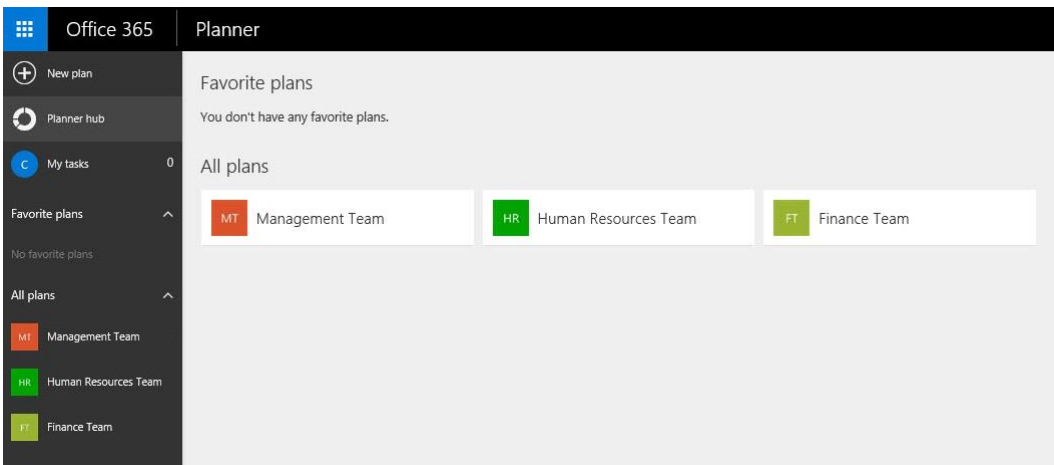 Office 365
Planner
New plan
Planner hub
C
My tasks
0
Favorite plans
No favorite plans
All plans
MT
Management Team
HR
Human Resources Team
FT
Finance Team
Favorite plans
You don't have any favorite plans.
All plans
MT
Management Team
HR
Human Resources Team
FT
Finance Team